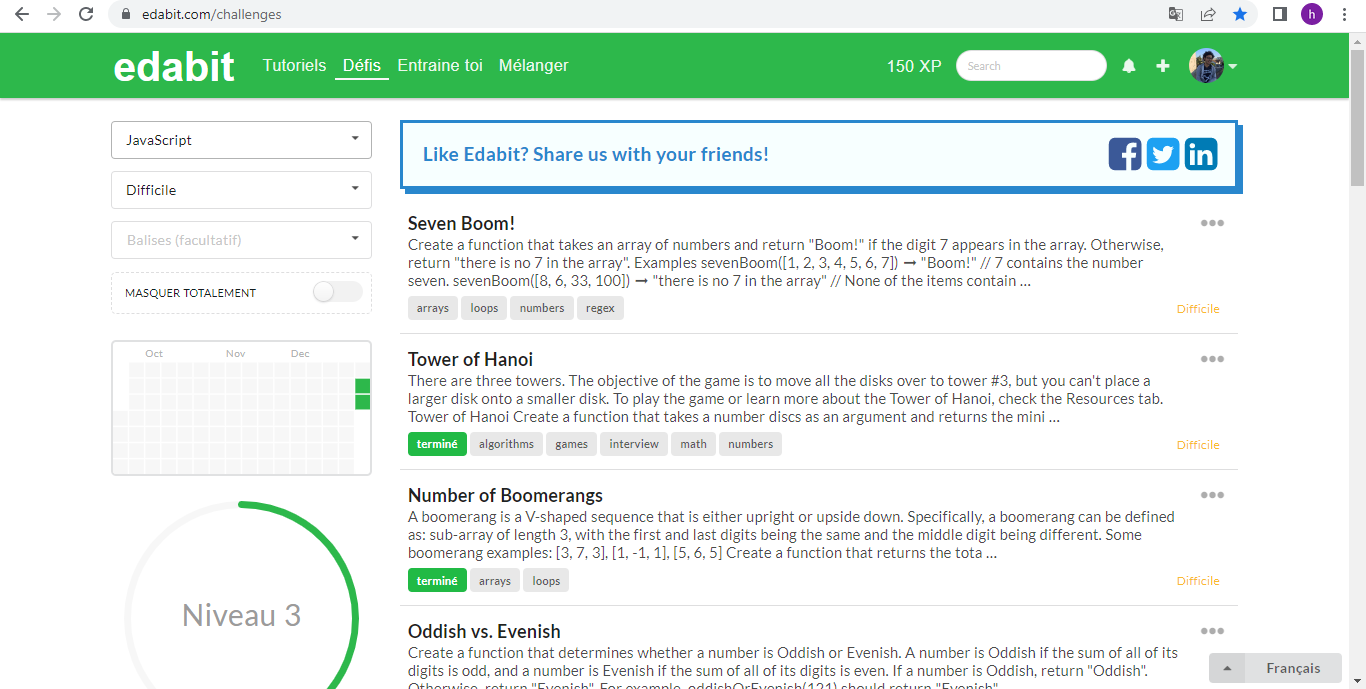 edabit.com/challenges
h
edabit
Tutoriels Défis Entraine toi Mélanger
150 XP
Search
JavaScript
Difficile
Balises (facultatif)
MASQUER TOTALEMENT
Oct Nov Dec
Niveau 3
Like Edabit? Share us with your friends!
Seven Boom!
Create a function that takes an array of numbers and return "Boom!" if the digit 7 appears in the array. Otherwise,
return "there is no 7 in the array". Examples sevenBoom([1, 2, 3, 4, 5, 6, 7]) ➞ "Boom!" // 7 contains the number
seven. sevenBoom([8, 6, 33, 100]) ➞ "there is no 7 in the array" // None of the items contain ...
arrays loops numbers regex
Difficile
Tower of Hanoi
There are three towers. The objective of the game is to move all the disks over to tower #3, but you can't place a
larger disk onto a smaller disk. To play the game or learn more about the Tower of Hanoi, check the Resources tab.
Tower of Hanoi Create a function that takes a number discs as an argument and returns the mini ...
terminé algorithms games interview math numbers
Difficile
Number of Boomerangs
A boomerang is a V-shaped sequence that is either upright or upside down. Specifically, a boomerang can be defined
as: sub-array of length 3, with the first and last digits being the same and the middle digit being different. Some
boomerang examples: [3, 7, 3], [1, -1, 1], [5, 6, 5] Create a function that returns the tota ...
terminé arrays loops
Difficile
Oddish vs. Evenish
Create a function that determines whether a number is Oddish or Evenish. A number is Oddish if the sum of all of its
digits is odd, and a number is Evenish if the sum of all of its digits is even. If a number is Oddish, return "Oddish".
Otherwise, return "Evenish". For example, oddishOrEvenish(121) should return "Evenish"
Français